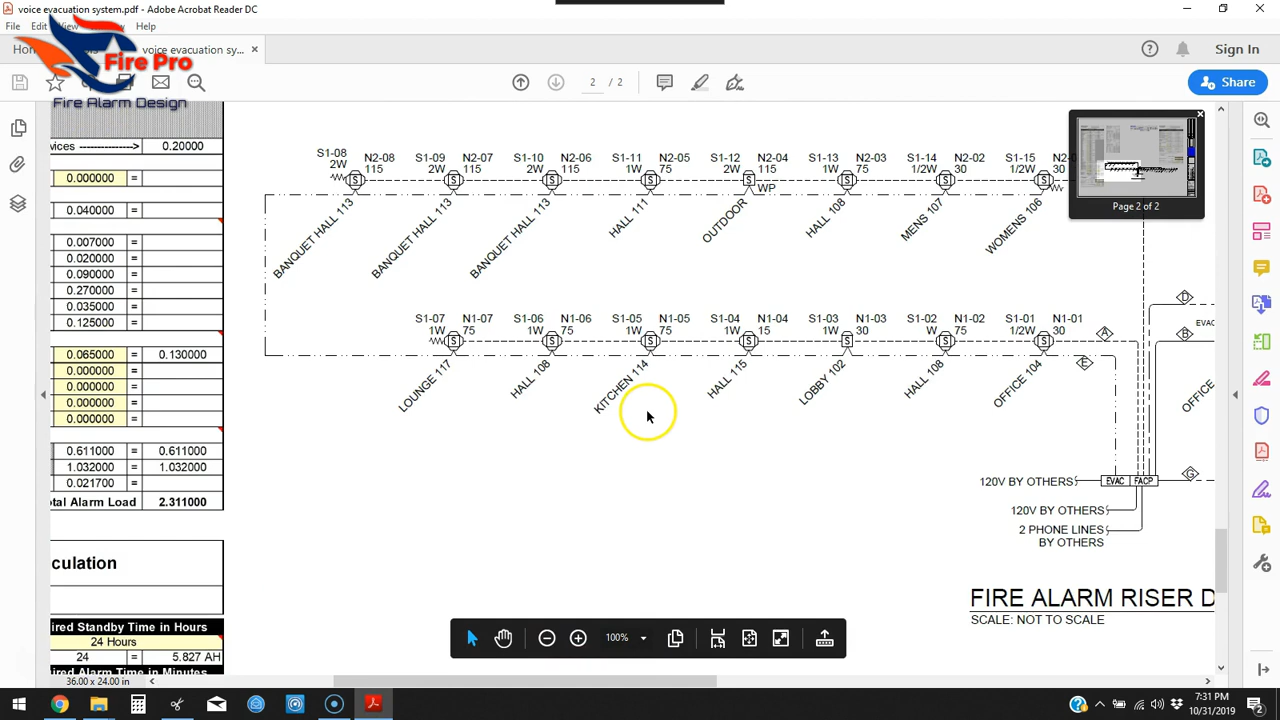 voice evacuation system.pdf - Adobe Acrobat Reader DC
File Edit View Help
voice evacuation sy...
Sign In
Fire Pro
Fire Alarm Design
2 / 2
Share
Page 2 of 2
vices --------------> 0.20000
0.000000 =
0.040000 =
0.007000 =
0.020000 =
0.090000 =
0.270000 =
0.035000 =
0.125000 =
0.065000 = 0.130000
0.000000 =
0.000000 =
0.000000 =
0.000000 =
0.611000 = 0.611000
1.032000 = 1.032000
0.021700 =
otal Alarm Load 2.311000
culation
ired Standby Time in Hours
24 Hours
24 = 5.827 AH
ired Alarm Time in Minutes
S1-08 N2-08 S1-09 N2-07 S1-10 N2-06 S1-11 N2-05 S1-12 N2-04 S1-13 N2-03 S1-14 N2-02 S1-15
2W 115 2W 115 2W 115 1W 75 2W 115 1W 75 1/2W 30 1/2W
S S S S S S S S
WP
BANQUET HALL 113
BANQUET HALL 113
BANQUET HALL 113
HALL 111
OUTDOOR
HALL 108
MENS 107
WOMENS 106
S1-07 N1-07 S1-06 N1-06 S1-05 N1-05 S1-04 N1-04 S1-03 N1-03 S1-02 N1-02 S1-01 N1-01
1W 75 1W 75 1W 75 1W 15 1W 30 W 75 1/2W 30
S S S S S S S
LOUNGE 117
HALL 108
KITCHEN 114
HALL 115
LOBBY 102
HALL 108
OFFICE 104
D
A
B
E
G
EVAC
OFFICE
120V BY OTHERS
EVAC FACP
120V BY OTHERS
2 PHONE LINES
BY OTHERS
FIRE ALARM RISER D
SCALE: NOT TO SCALE
100%
36.00 x 24.00 in
7:31 PM
10/31/2019
2